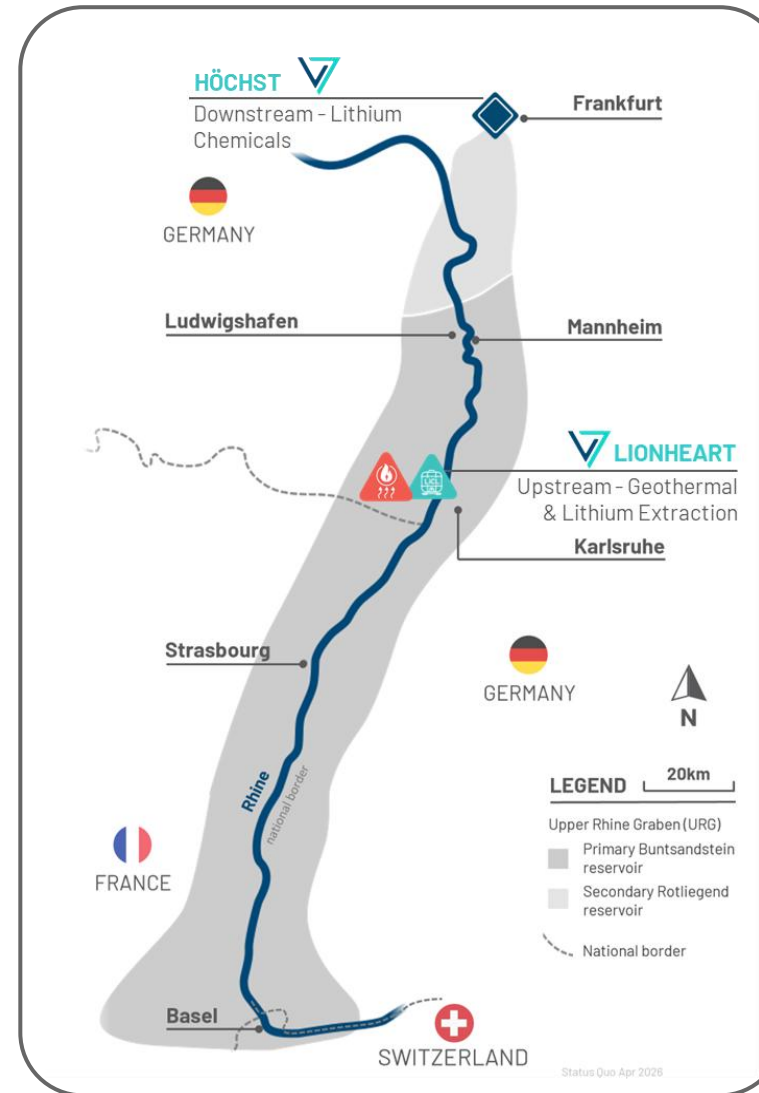 HÖCHST
Downstream - Lithium
Chemicals
Frankfurt
GERMANY
Ludwigshafen
Mannheim
LIONHEART
Upstream - Geothermal
& Lithium Extraction
Karlsruhe
Strasbourg
GERMANY
N
Rhine
national border
LEGEND
20km
Upper Rhine Graben (URG)
Primary Buntsandstein
reservoir
Secondary Rotliegend
reservoir
National border
FRANCE
Basel
SWITZERLAND
Status Quo Apr 2026